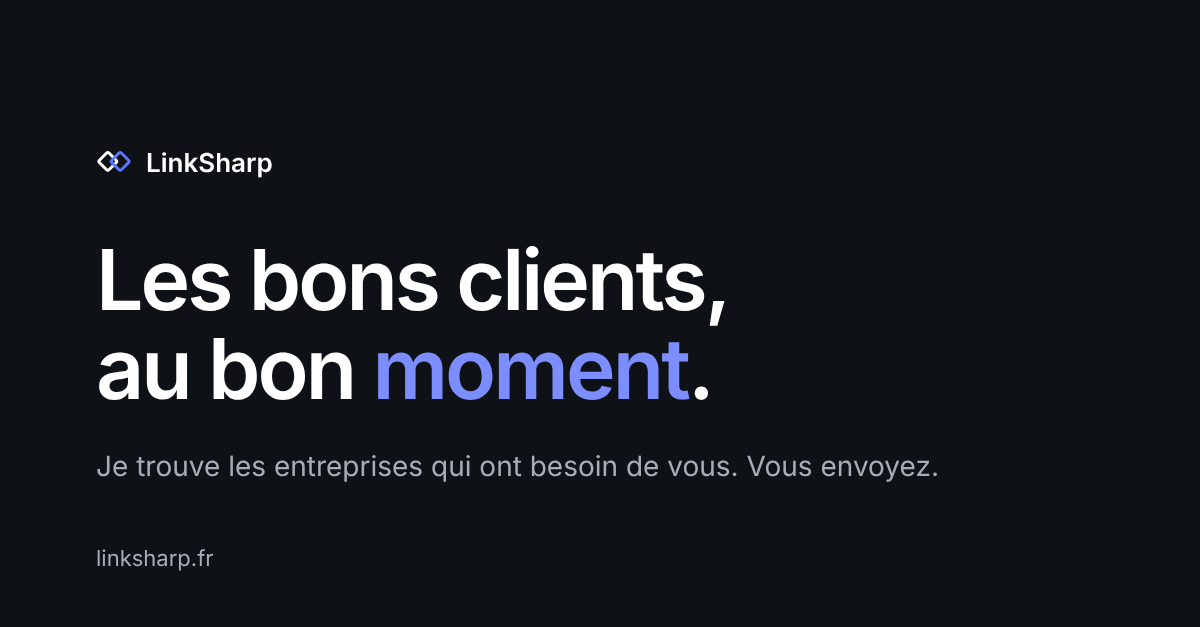 LinkSharp
Les bons clients,
au bon moment.
Je trouve les entreprises qui ont besoin de vous. Vous envoyez.
linksharp.fr